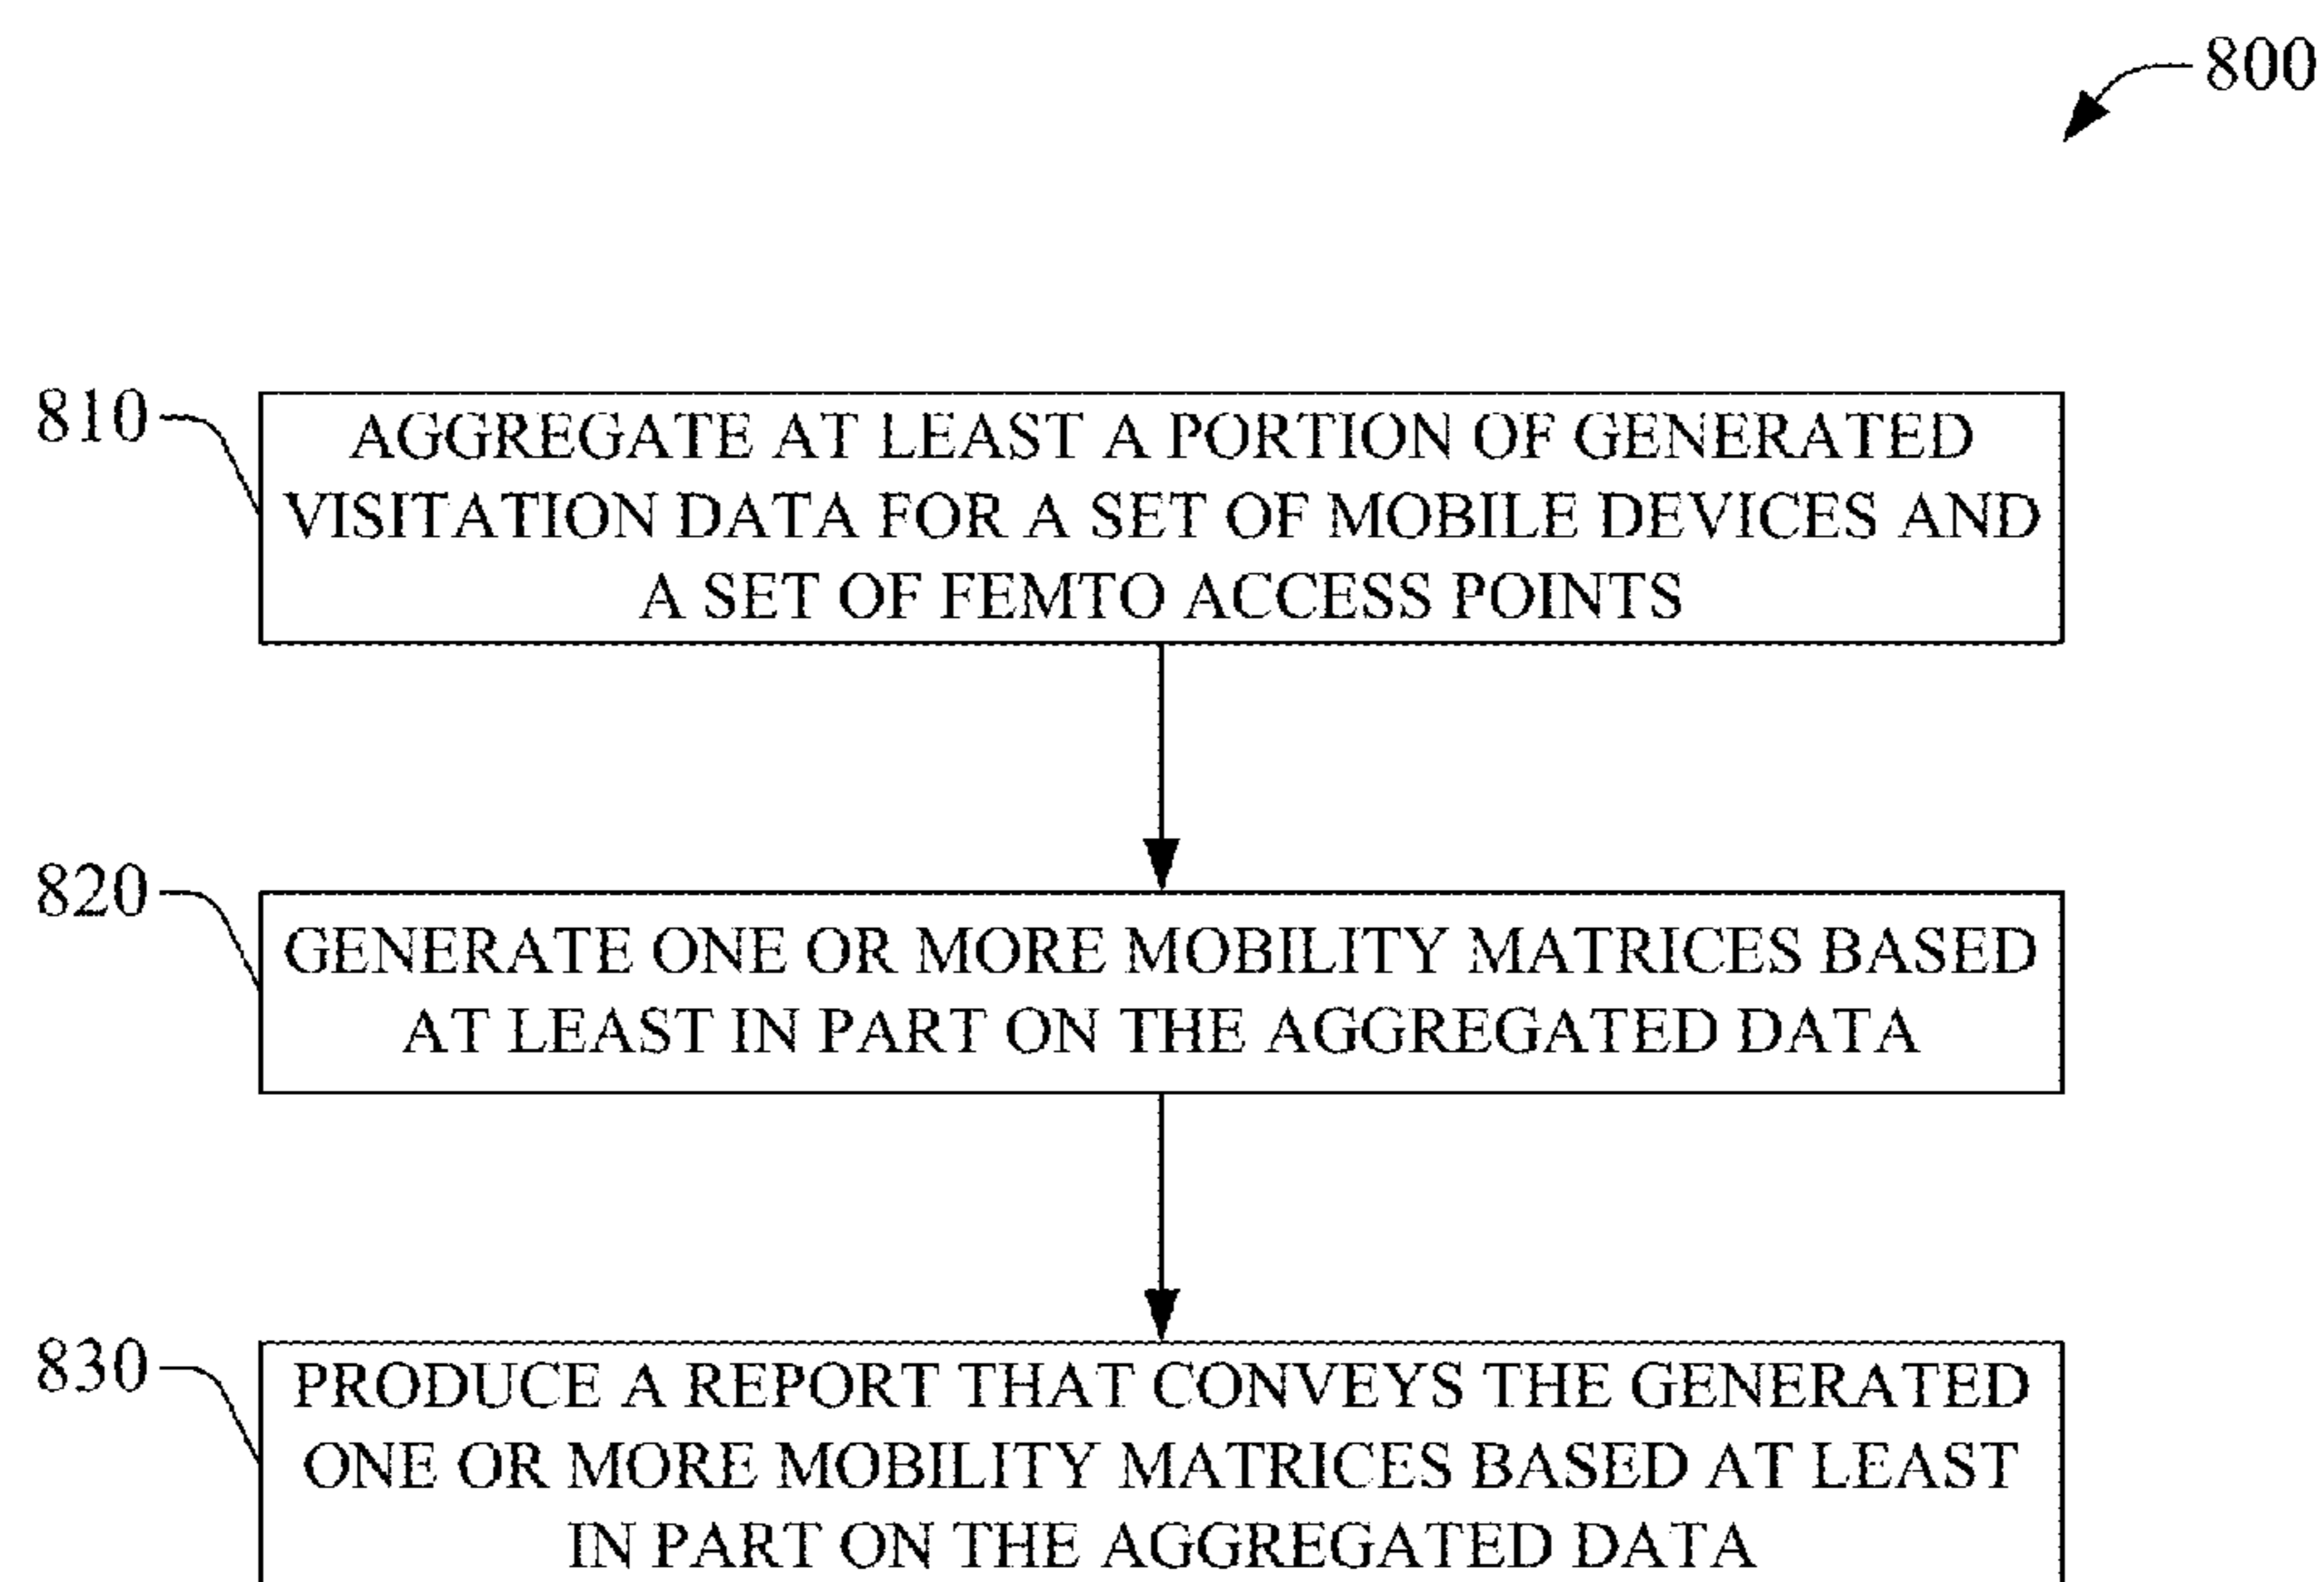 800
810
AGGREGATE AT LEAST A PORTION OF GENERATED
VISITATION DATA FOR A SET OF MOBILE DEVICES AND
A SET OF FEMTO ACCESS POINTS
820
GENERATE ONE OR MORE MOBILITY MATRICES BASED
AT LEAST IN PART ON THE AGGREGATED DATA
830
PRODUCE A REPORT THAT CONVEYS THE GENERATED
ONE OR MORE MOBILITY MATRICES BASED AT LEAST
IN PART ON THE AGGREGATED DATA